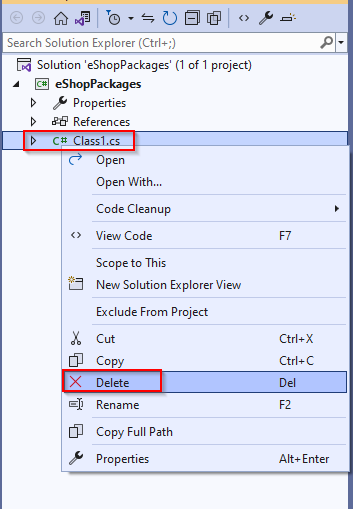 Search Solution Explorer (Ctrl+;)
Solution 'eShopPackages' (1 of 1 project)
C# eShopPackages
Properties
References
C# Class1.cs
Open
Open With...
Code Cleanup
View Code F7
Scope to This
New Solution Explorer View
Exclude From Project
Cut Ctrl+X
Copy Ctrl+C
Delete Del
Rename F2
Copy Full Path
Properties Alt+Enter